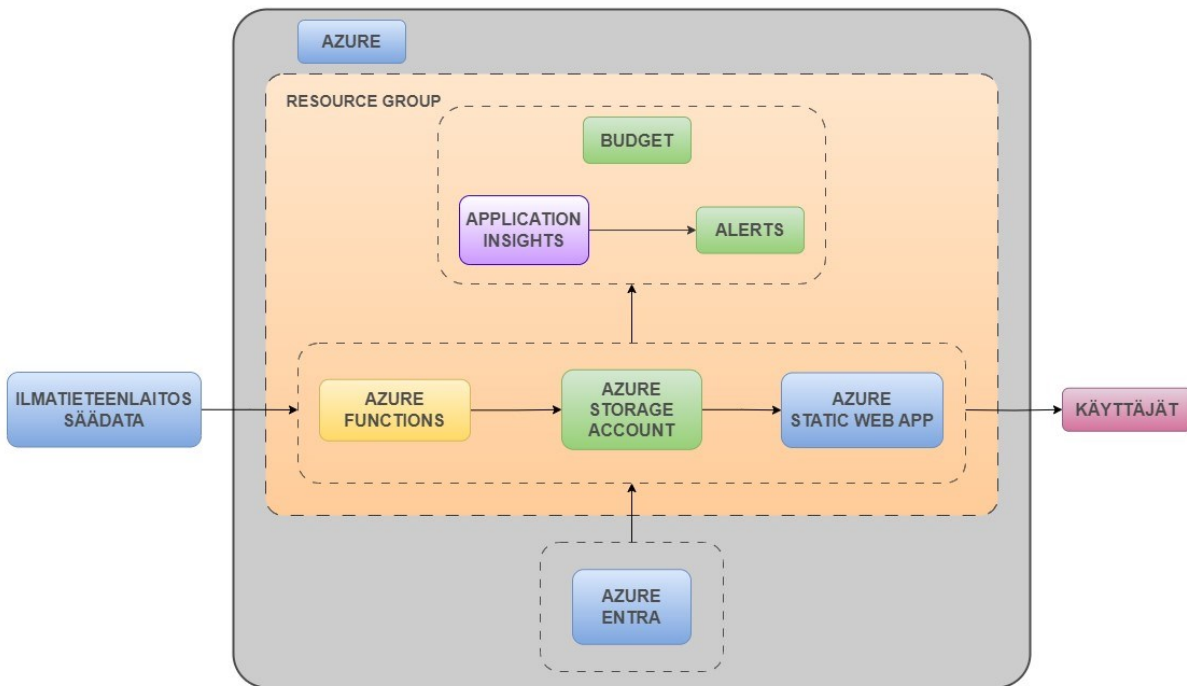 AZURE
RESOURCE GROUP
BUDGET
APPLICATION
INSIGHTS
ALERTS
ILMATIETEENLAITOS
SÄÄDATA
AZURE
FUNCTIONS
AZURE
STORAGE
ACCOUNT
AZURE
STATIC WEB APP
KÄYTTÄJÄT
AZURE
ENTRA